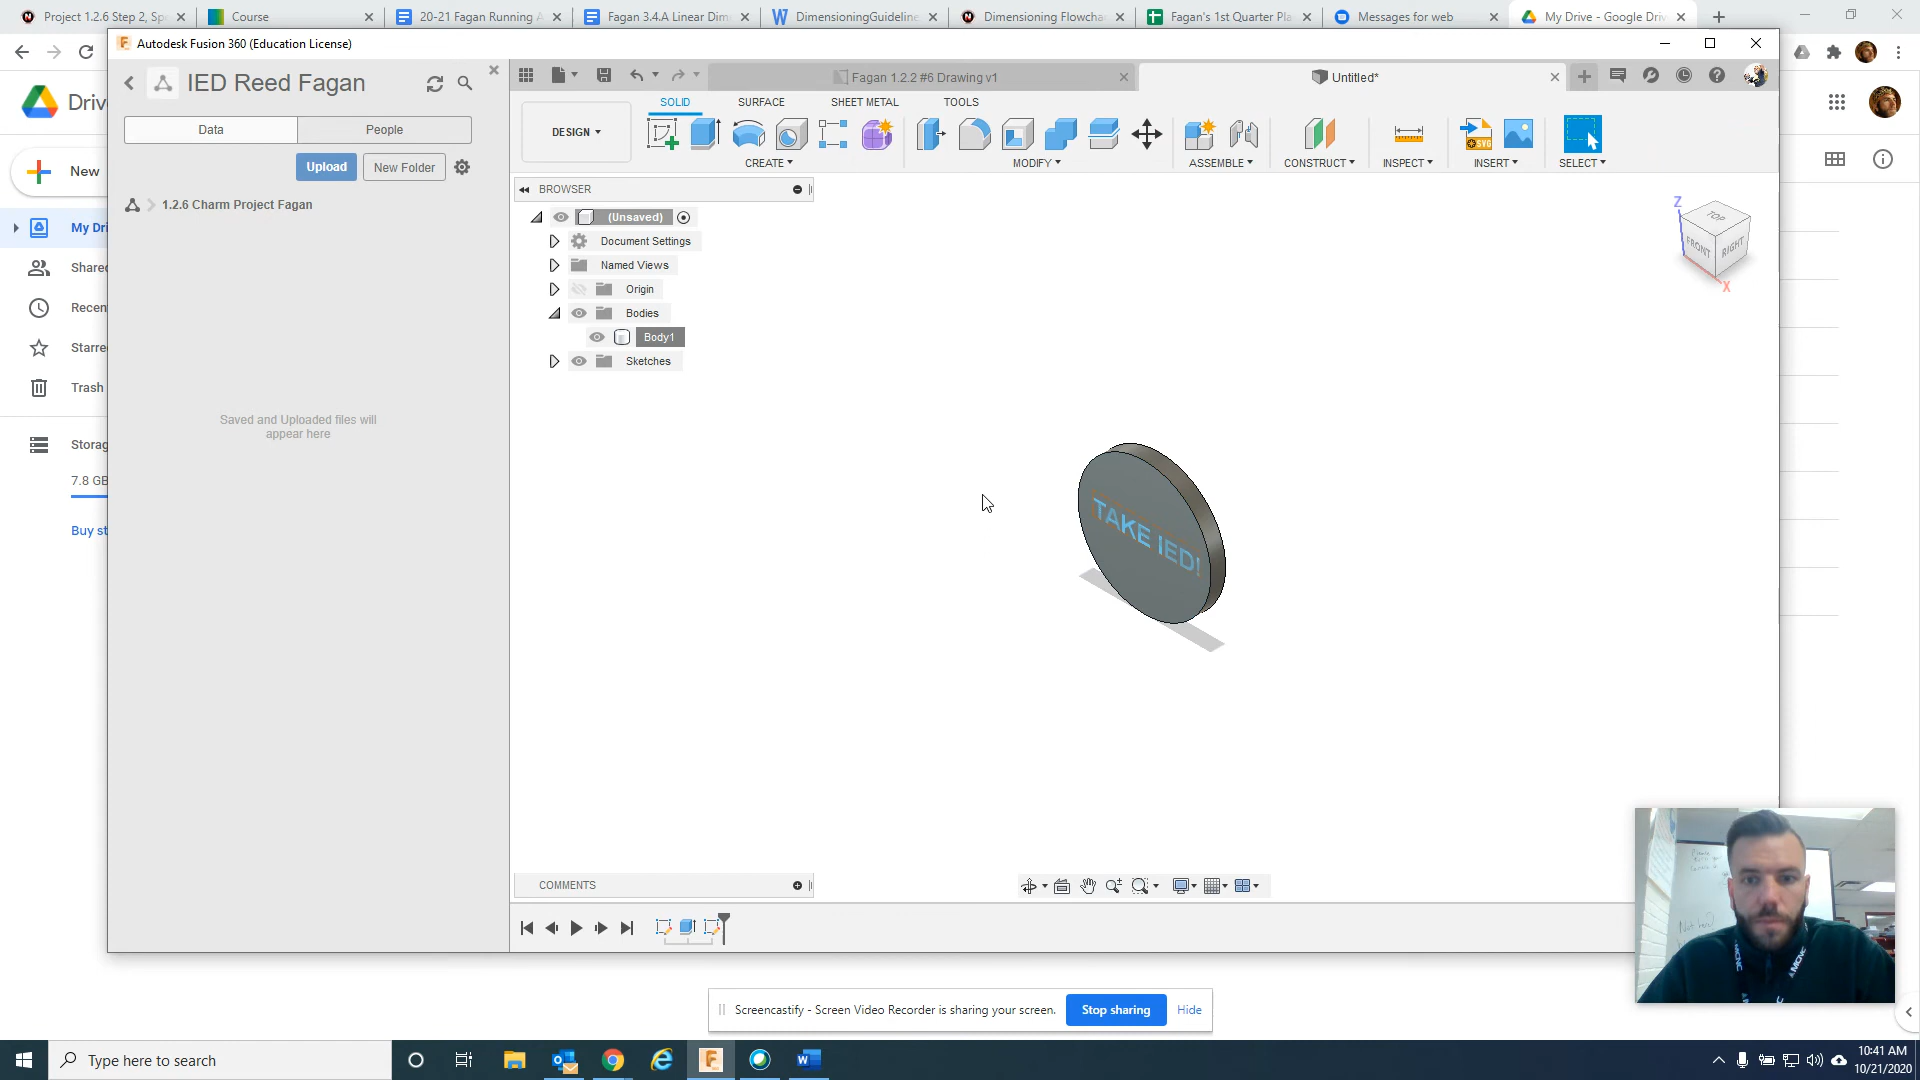 Project 1.2.6 Step 2, Sp
Course
20-21 Fagan Running A
Fagan 3.4.A Linear Dim
DimensioningGuideline
Dimensioning Flowcha
Fagan's 1st Quarter Pla
Messages for web
My Drive - Google Driv
Autodesk Fusion 360 (Education License)
IED Reed Fagan
Fagan 1.2.2 #6 Drawing v1
Untitled*
Data
People
Upload
New Folder
1.2.6 Charm Project Fagan
Saved and Uploaded files will
appear here
Driv
New
My Dri
Shared
Recen
Starre
Trash
Storag
7.8 GB
Buy st
SOLID
SURFACE
SHEET METAL
TOOLS
DESIGN
CREATE
MODIFY
ASSEMBLE
CONSTRUCT
INSPECT
INSERT
SELECT
SVG
BROWSER
(Unsaved)
Document Settings
Named Views
Origin
Bodies
Body1
Sketches
Z
TOP
FRONT
RIGHT
X
TAKE IED!
COMMENTS
Screencastify - Screen Video Recorder is sharing your screen.
Stop sharing
Hide
Type here to search
10:41 AM
10/21/2020